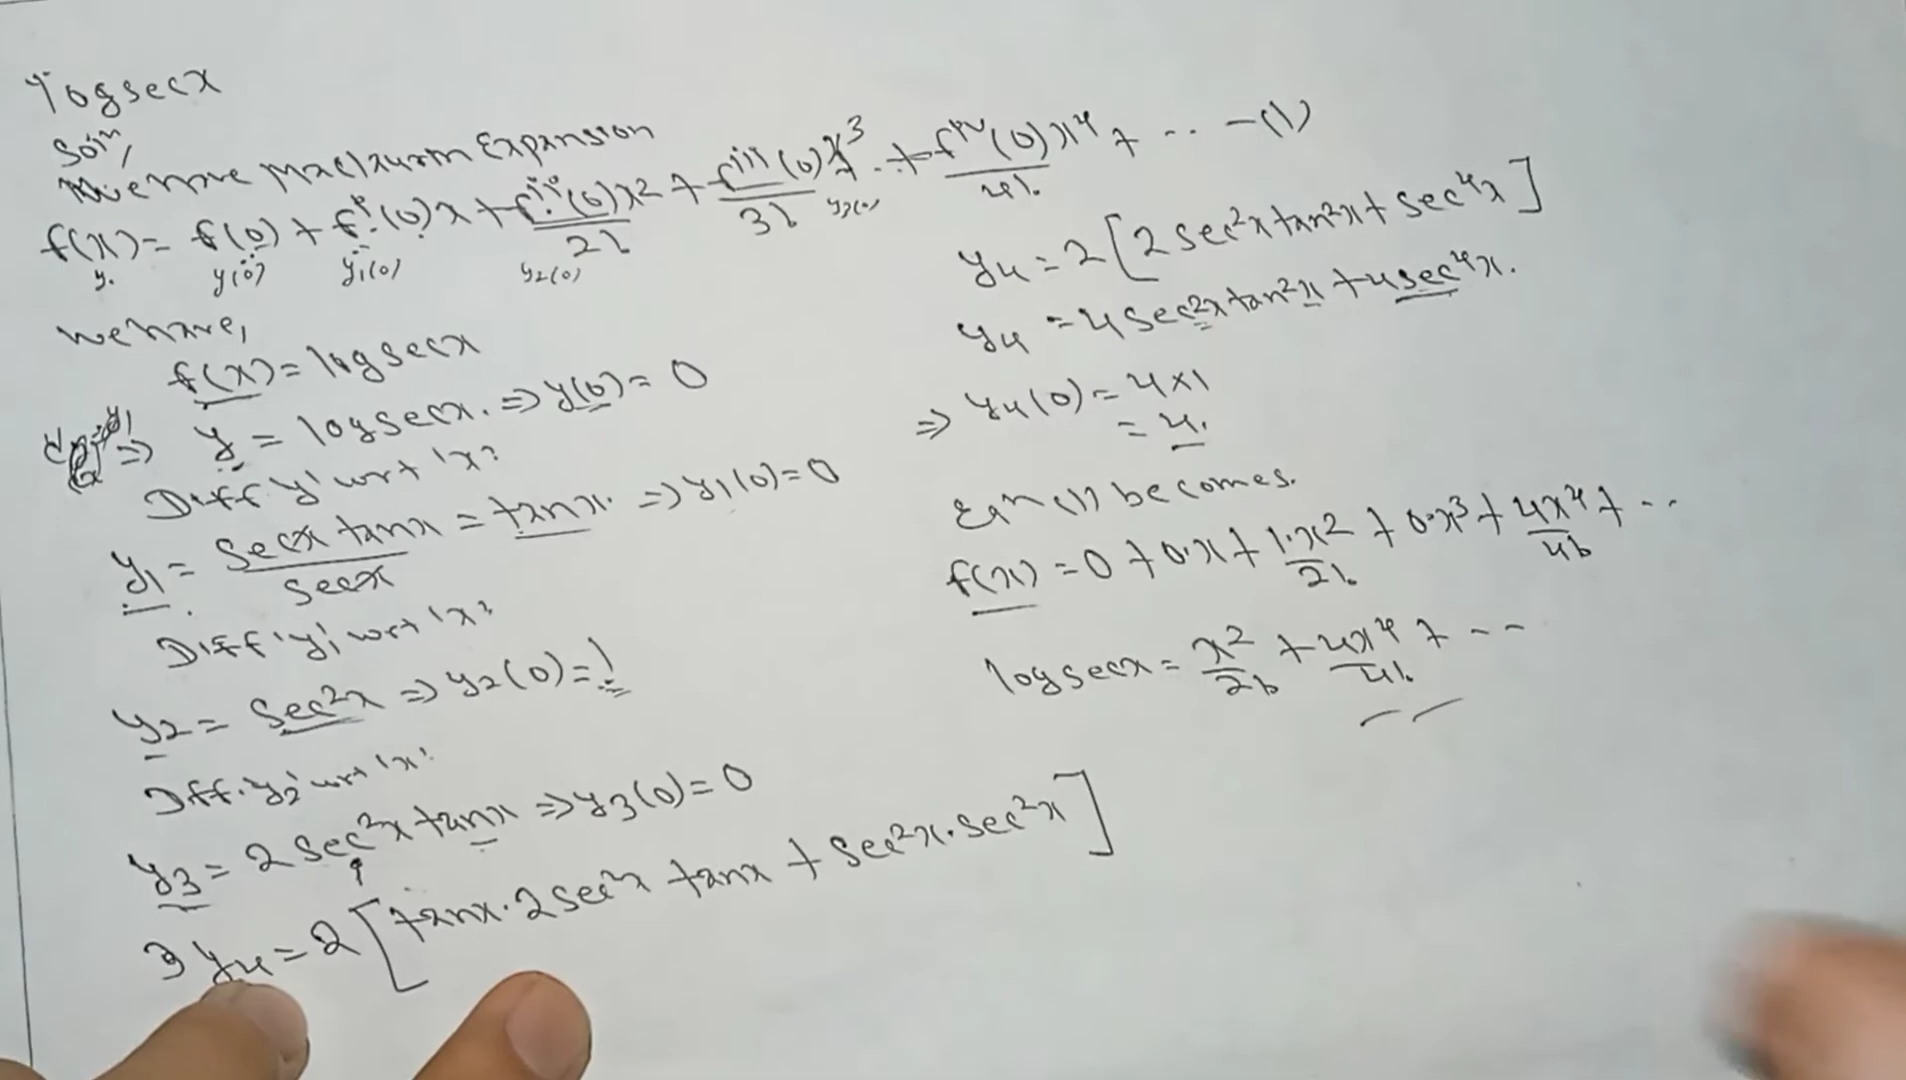 logsecx
Soln,
We have Maclaurin Expansion
f(x) = f(0) + f'(0)x + f''(0)x²/2! + f'''(0)x³/3! + f^iv(0)x⁴/4! + ... -(1)
y. y(0) y₁(0) y₂(0) y₃(0)
We have,
f(x) = logsecx
⇒ y = logsecx. ⇒ y(0) = 0
Diff 'y' wrt 'x'
y₁ = secx tanx/secx = tanx. ⇒ y₁(0) = 0
Diff 'y₁' wrt 'x'
y₂ = sec²x ⇒ y₂(0) = 1
Diff. 'y₂' wrt 'x'
y₃ = 2 sec²x tanx ⇒ y₃(0) = 0
y₄ = 2[tanx.2sec²x tanx + sec²x.sec²x]
y₄ = 2[2sec²x tan²x + sec⁴x]
y₄ = 4sec²x tan²x + 4sec⁴x.
⇒ y₄(0) = 4×1
= 4.
Eqn (1) becomes.
f(x) = 0 + 0.x + 1.x²/2! + 0.x³ + 4x⁴/4! + ...
logsecx = x²/2! + 4x⁴/4! + --